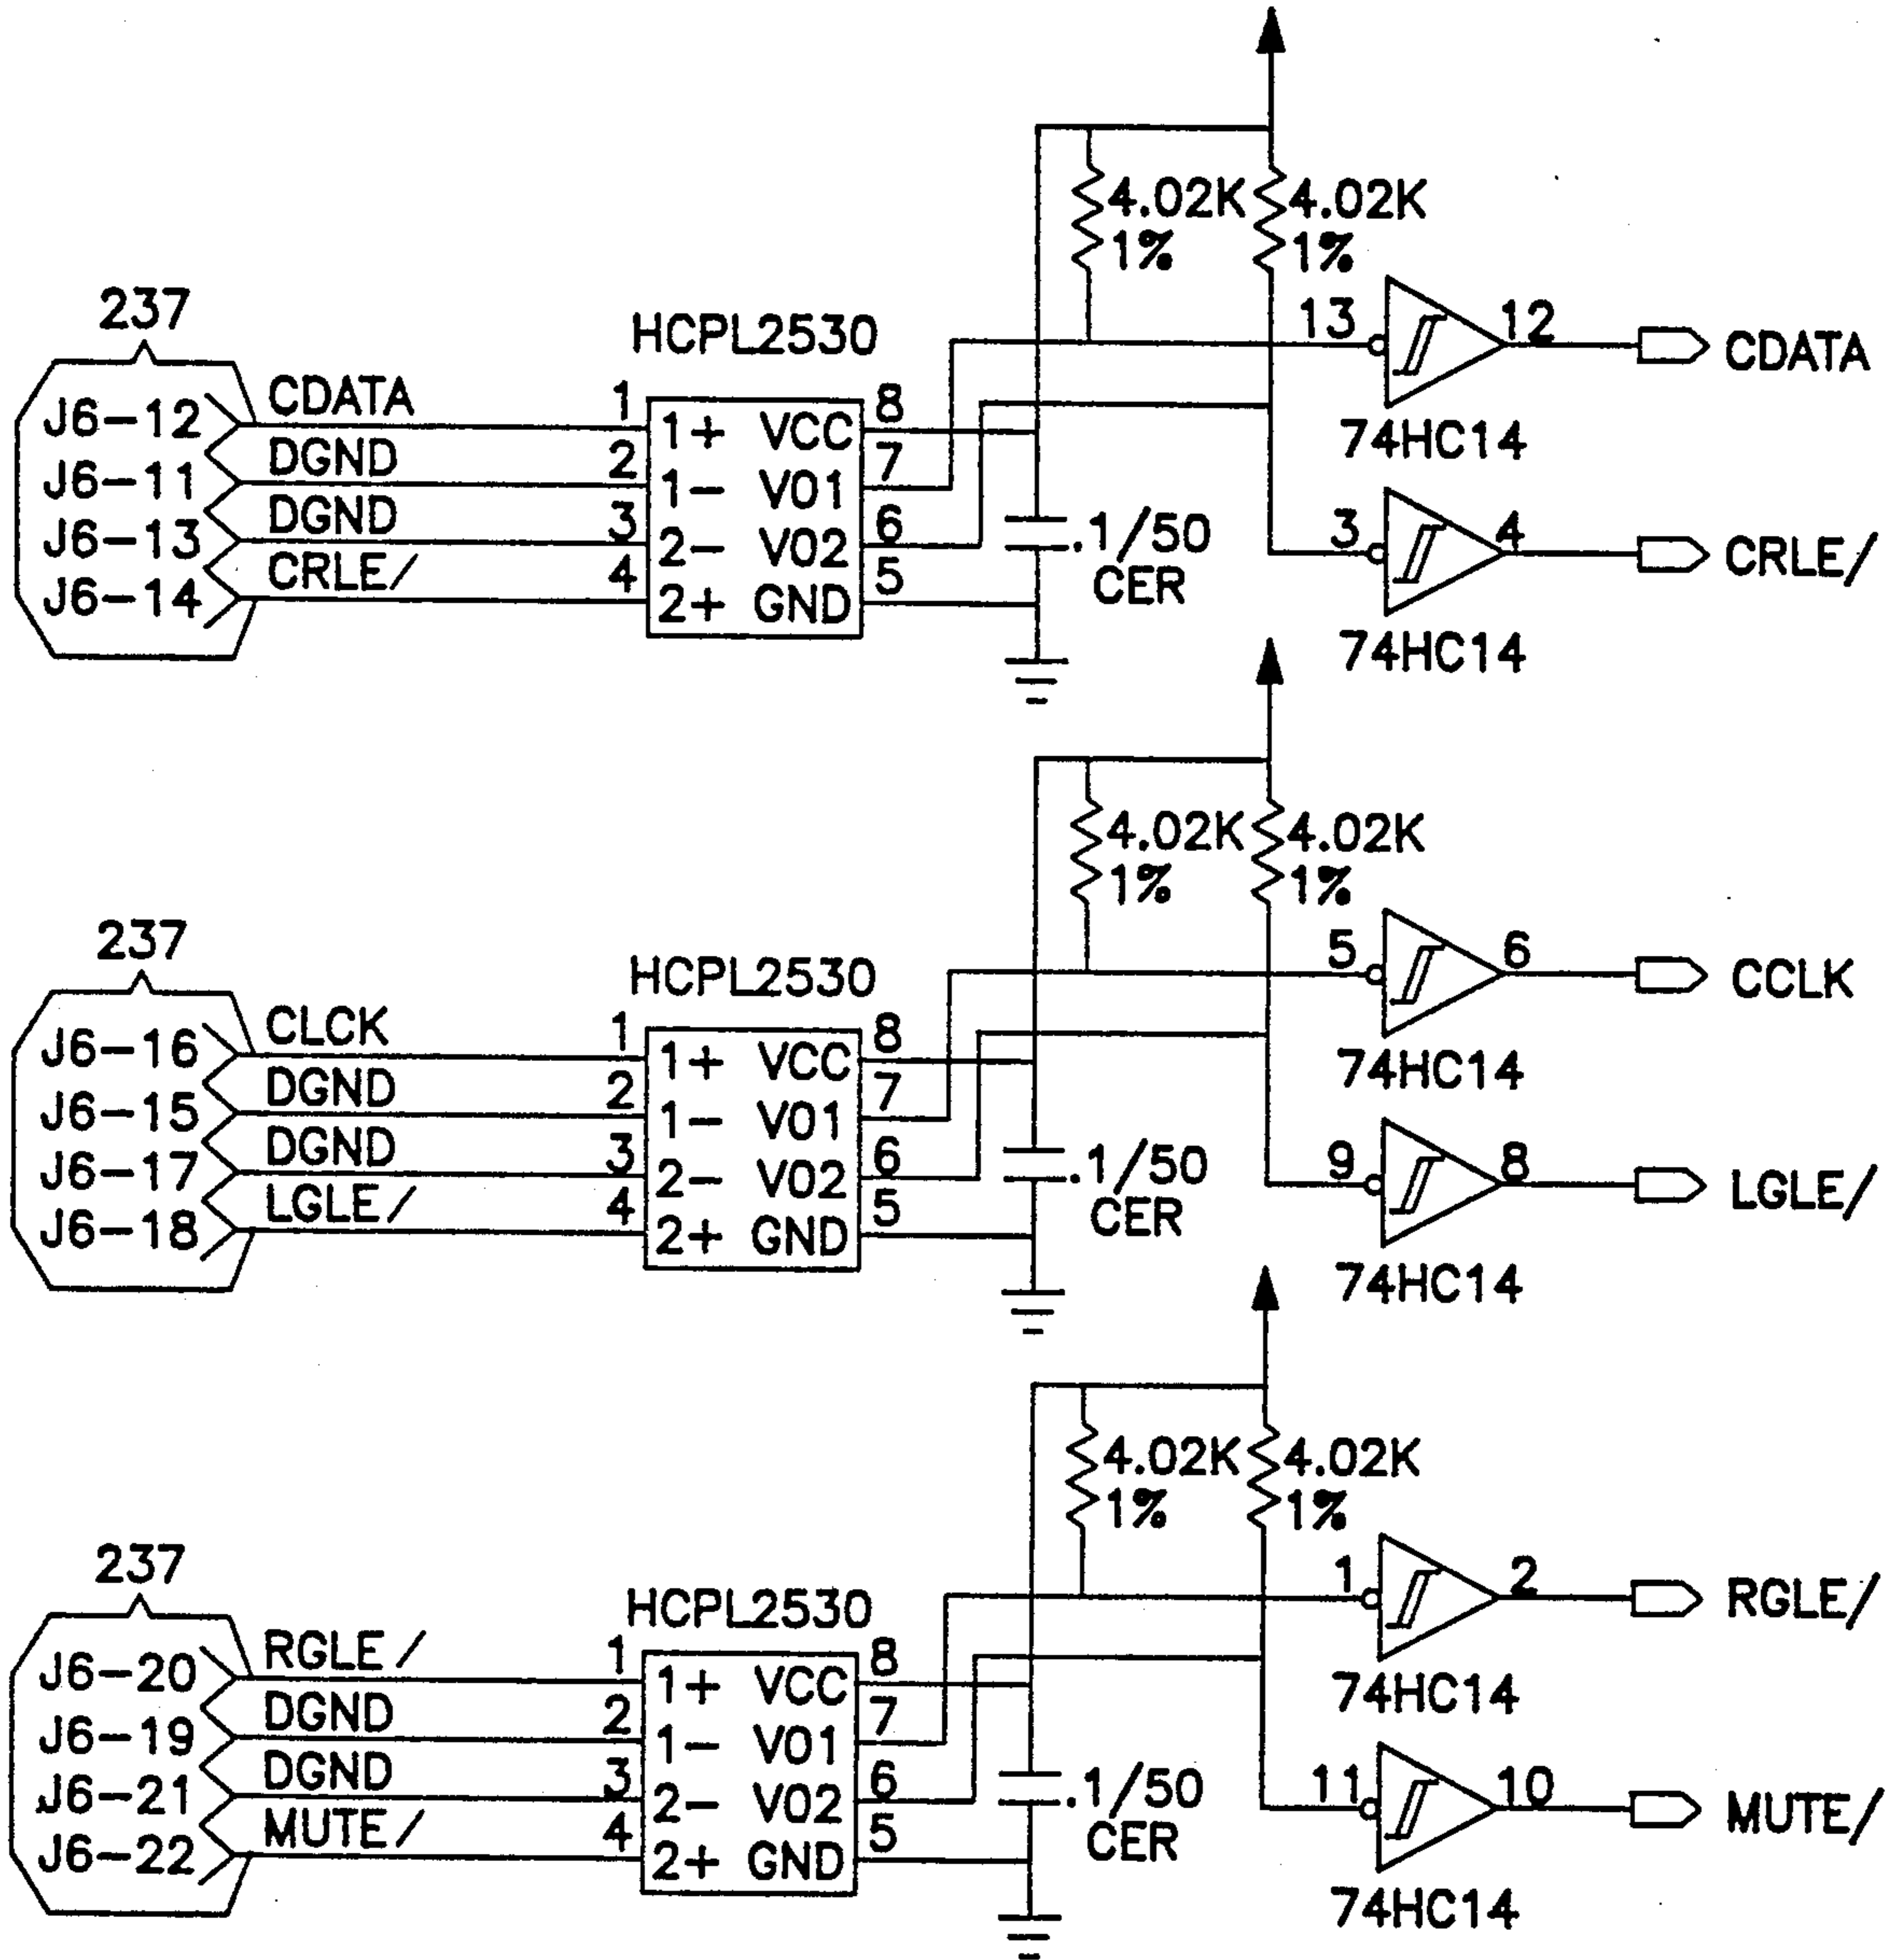 4.02K 4.02K
1% 1%
237
HCPL2530
13 12 CDATA
74HC14
J6-12 CDATA 1 1+ VCC 8
J6-11 DGND 2 1- VO1 7
J6-13 DGND 3 2- VO2 6
J6-14 CRLE/ 4 2+ GND 5
.1/50
CER
3 4 CRLE/
74HC14
4.02K 4.02K
1% 1%
237
HCPL2530
5 6 CCLK
74HC14
J6-16 CLCK 1 1+ VCC 8
J6-15 DGND 2 1- VO1 7
J6-17 DGND 3 2- VO2 6
J6-18 LGLE/ 4 2+ GND 5
.1/50
CER
9 8 LGLE/
74HC14
4.02K 4.02K
1% 1%
237
HCPL2530
1 2 RGLE/
74HC14
J6-20 RGLE/ 1 1+ VCC 8
J6-19 DGND 2 1- VO1 7
J6-21 DGND 3 2- VO2 6
J6-22 MUTE/ 4 2+ GND 5
.1/50
CER
11 10 MUTE/
74HC14